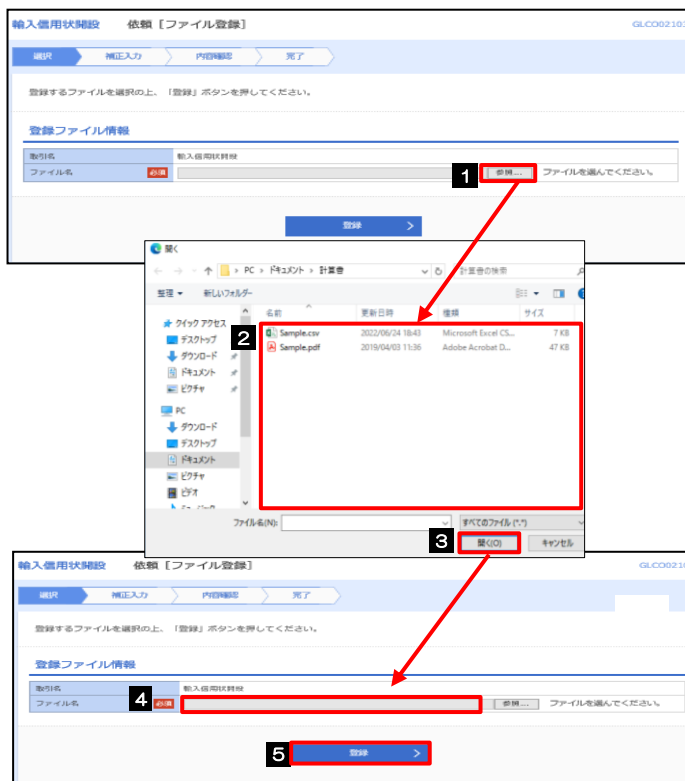 輸入信用状開設 依頼[ファイル登録] GLCO0210
選択 補正入力 内容確認 完了
登録するファイルを選択の上、「登録」ボタンを押してください。
登録ファイル情報
取引名 輸入信用状開設
ファイル名 必須 1 参照... ファイルを選んでください。
登録 >
開く
PC > ドキュメント > 計算書 計算書の検索
整理 新しいフォルダー
名前 更新日時 種類 サイズ
クイック アクセス
2 Sample.csv 2022/06/24 18:43 Microsoft Excel CS... 7 KB
デスクトップ
Sample.pdf 2019/04/03 11:36 Adobe Acrobat D... 47 KB
ダウンロード
ドキュメント
ピクチャ
PC
ダウンロード
デスクトップ
ドキュメント
ピクチャ
ビデオ
ファイル名(N): すべてのファイル (*.*)
3 開く(O) キャンセル
輸入信用状開設 依頼[ファイル登録] GLCO0210
選択 補正入力 内容確認 完了
登録するファイルを選択の上、「登録」ボタンを押してください。
登録ファイル情報
取引名 輸入信用状開設
ファイル名 4 必須 参照... ファイルを選んでください。
5 登録 >